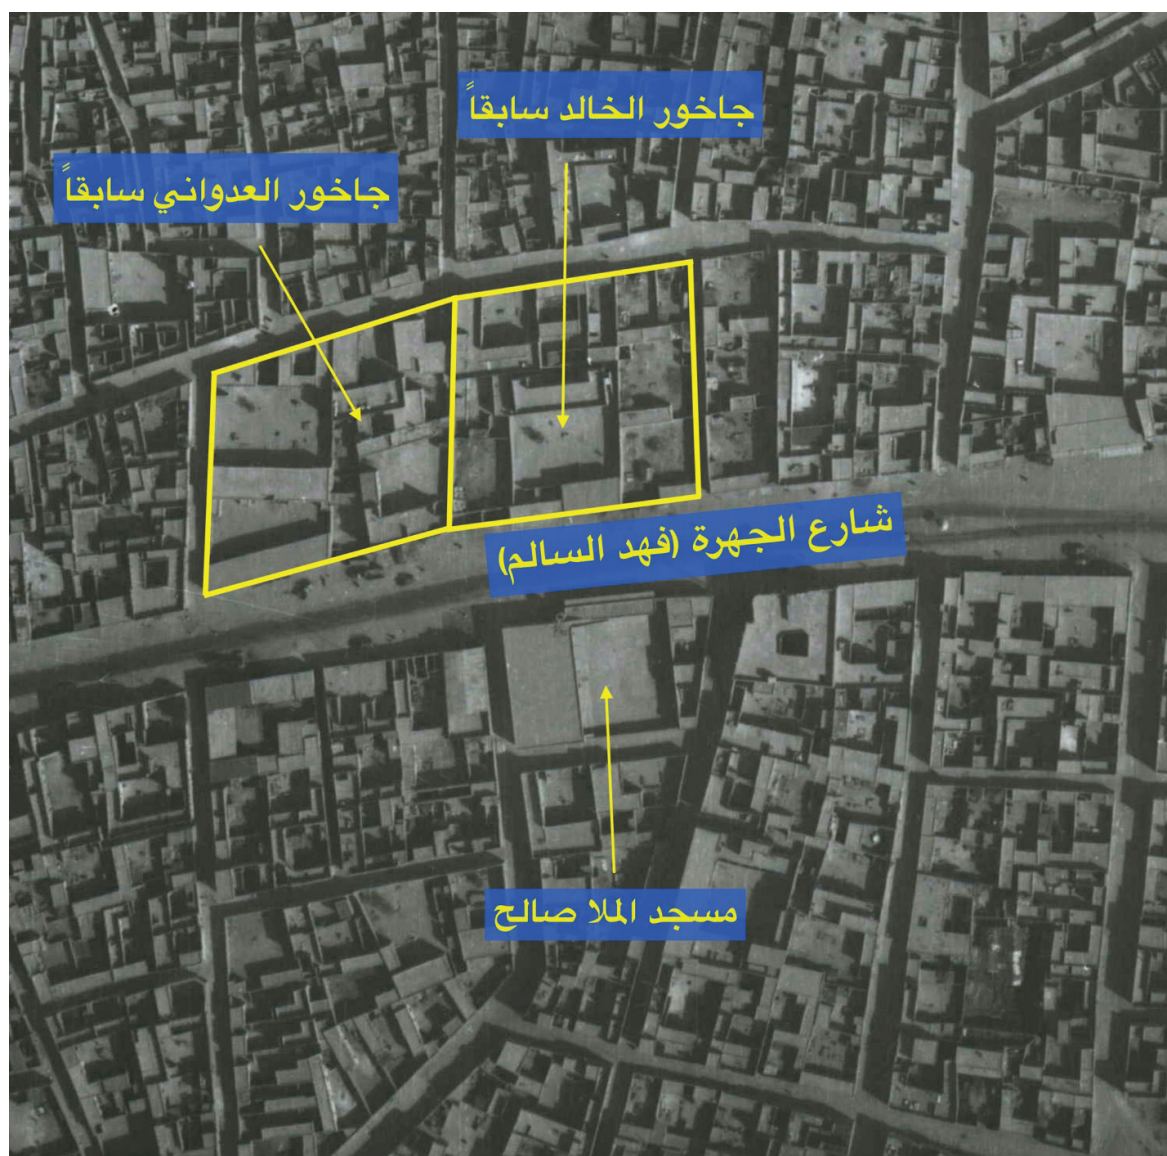 جاخور الخالد سابقاً
جاخور العدواني سابقاً
شارع الجهرة (فهد السالم)
مسجد الملا صالح